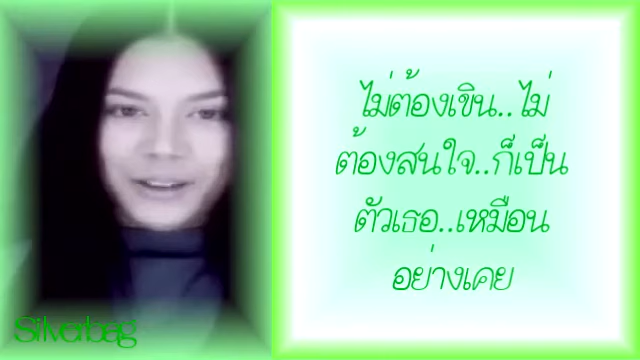 ไม่ต้องเขิน..ไม่
ต้องสนใจ..ก็เป็น
ตัวเธอ..เหมือน
อย่างเคย
Silverbag